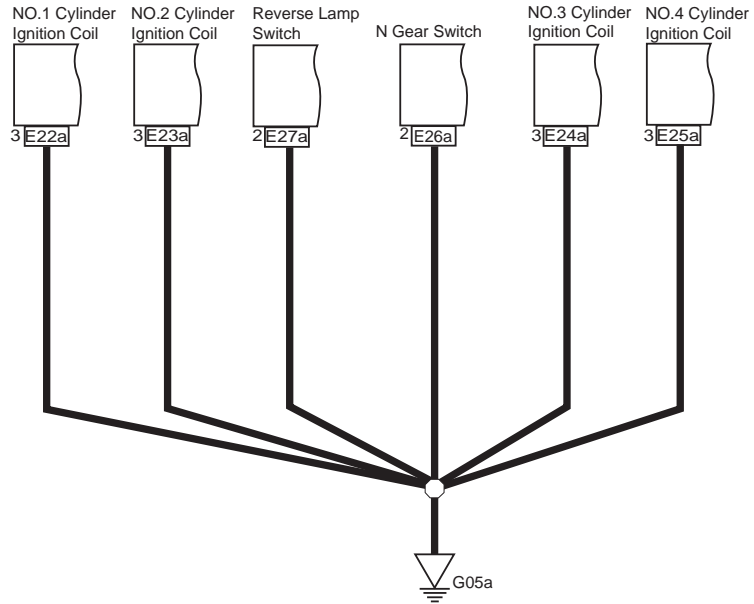 NO.1 Cylinder
Ignition Coil
NO.2 Cylinder
Ignition Coil
Reverse Lamp
Switch
N Gear Switch
NO.3 Cylinder
Ignition Coil
NO.4 Cylinder
Ignition Coil
3 E22a
3 E23a
2 E27a
2 E26a
3 E24a
3 E25a
G05a